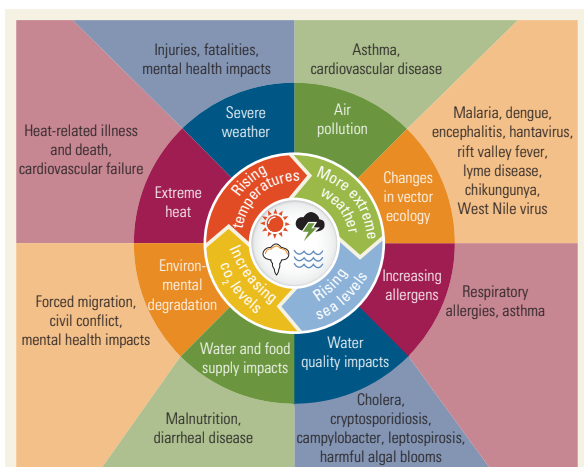 Injuries, fatalities,
mental health impacts
Asthma,
cardiovascular disease
Severe
weather
Air
pollution
Heat-related illness
and death,
cardiovascular failure
Malaria, dengue,
encephalitis, hantavirus,
rift valley fever,
lyme disease,
chikungunya,
West Nile virus
Extreme
heat
Rising
temperatures
More extreme
weather
Changes
in vector
ecology
Environ-
mental
degradation
Increasing
co2 levels
Rising
sea levels
Increasing
allergens
Forced migration,
civil conflict,
mental health impacts
Respiratory
allergies, asthma
Water and food
supply impacts
Water
quality impacts
Malnutrition,
diarrheal disease
Cholera,
cryptosporidiosis,
campylobacter, leptospirosis,
harmful algal blooms